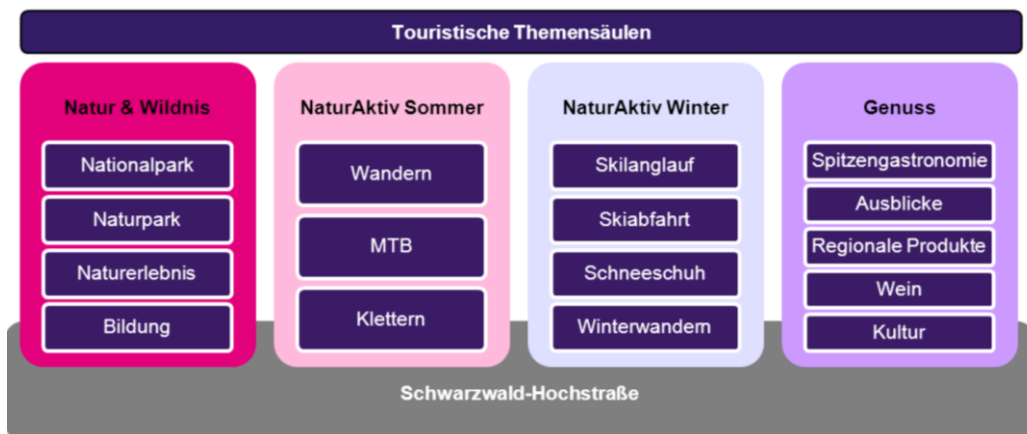 Touristische Themensäulen
Natur & Wildnis
Nationalpark
Naturpark
Naturerlebnis
Bildung
NaturAktiv Sommer
Wandern
MTB
Klettern
NaturAktiv Winter
Skilanglauf
Skiabfahrt
Schneeschuh
Winterwandern
Genuss
Spitzengastronomie
Ausblicke
Regionale Produkte
Wein
Kultur
Schwarzwald-Hochstraße